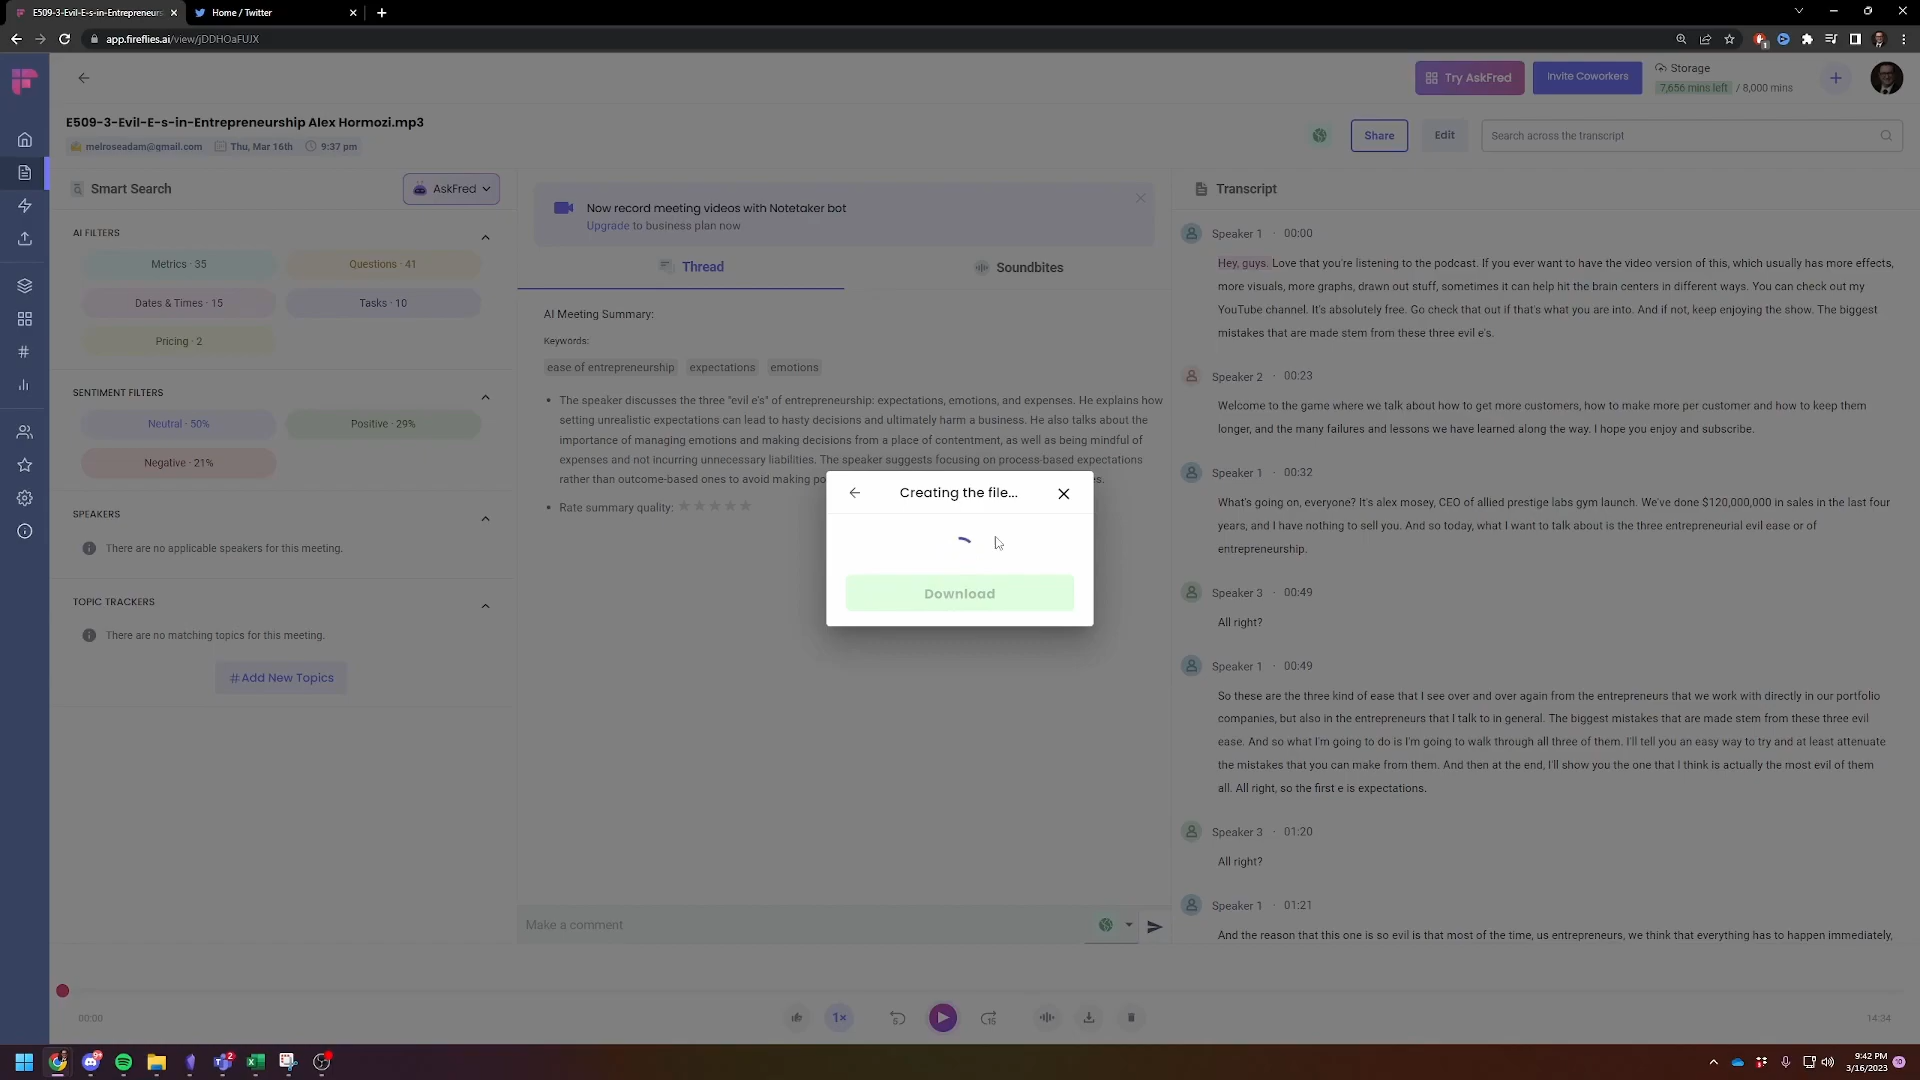 E509-3-Evil-E-s-in-Entrepreneurs
Home / Twitter
app.fireflies.ai/view/jDDHOaFUJX
Try AskFred
Invite Coworkers
Storage
7,656 mins left / 8,000 mins
E509-3-Evil-E-s-in-Entrepreneurship Alex Hormozi.mp3
melroseadam@gmail.com Thu, Mar 16th 9:37 pm
Share
Edit
Search across the transcript
Smart Search
AskFred
AI FILTERS
Metrics · 35
Questions · 41
Dates & Times · 15
Tasks · 10
Pricing · 2
SENTIMENT FILTERS
Neutral · 50%
Positive · 29%
Negative · 21%
SPEAKERS
There are no applicable speakers for this meeting.
TOPIC TRACKERS
There are no matching topics for this meeting.
#Add New Topics
Now record meeting videos with Notetaker bot
Upgrade to business plan now
Thread
Soundbites
AI Meeting Summary:
Keywords:
ease of entrepreneurship expectations emotions
• The speaker discusses the three "evil e's" of entrepreneurship: expectations, emotions, and expenses. He explains how
setting unrealistic expectations can lead to hasty decisions and ultimately harm a business. He also talks about the
importance of managing emotions and making decisions from a place of contentment, as well as being mindful of
expenses and not incurring unnecessary liabilities. The speaker suggests focusing on process-based expectations
rather than outcome-based ones to avoid making
• Rate summary quality:
Creating the file...
Download
Make a comment
Transcript
Speaker 1 · 00:00
Hey, guys. Love that you're listening to the podcast. If you ever want to have the video version of this, which usually has more effects,
more visuals, more graphs, drawn out stuff, sometimes it can help hit the brain centers in different ways. You can check out my
YouTube channel. It's absolutely free. Go check that out if that's what you are into. And if not, keep enjoying the show. The biggest
mistakes that are made stem from these three evil e's.
Speaker 2 · 00:23
Welcome to the game where we talk about how to get more customers, how to make more per customer and how to keep them
longer, and the many failures and lessons we have learned along the way. I hope you enjoy and subscribe.
Speaker 1 · 00:32
What's going on, everyone? It's alex mosey, CEO of allied prestige labs gym launch. We've done $120,000,000 in sales in the last four
years, and I have nothing to sell you. And so today, what I want to talk about is the three entrepreneurial evil ease or of
entrepreneurship.
Speaker 3 · 00:49
All right?
Speaker 1 · 00:49
So these are the three kind of ease that I see over and over again from the entrepreneurs that we work with directly in our portfolio
companies, but also in the entrepreneurs that I talk to in general. The biggest mistakes that are made stem from these three evil
ease. And so what I'm going to do is I'm going to walk through all three of them. I'll tell you an easy way to try and at least attenuate
the mistakes that you can make from them. And then at the end, I'll show you the one that I think is actually the most evil of them
all. All right, so the first e is expectations.
Speaker 3 · 01:20
All right?
Speaker 1 · 01:21
And the reason that this one is so evil is that most of the time, us entrepreneurs, we think that everything has to happen immediately,
00:00
1×
5
15
14:34
9:42 PM
3/16/2023